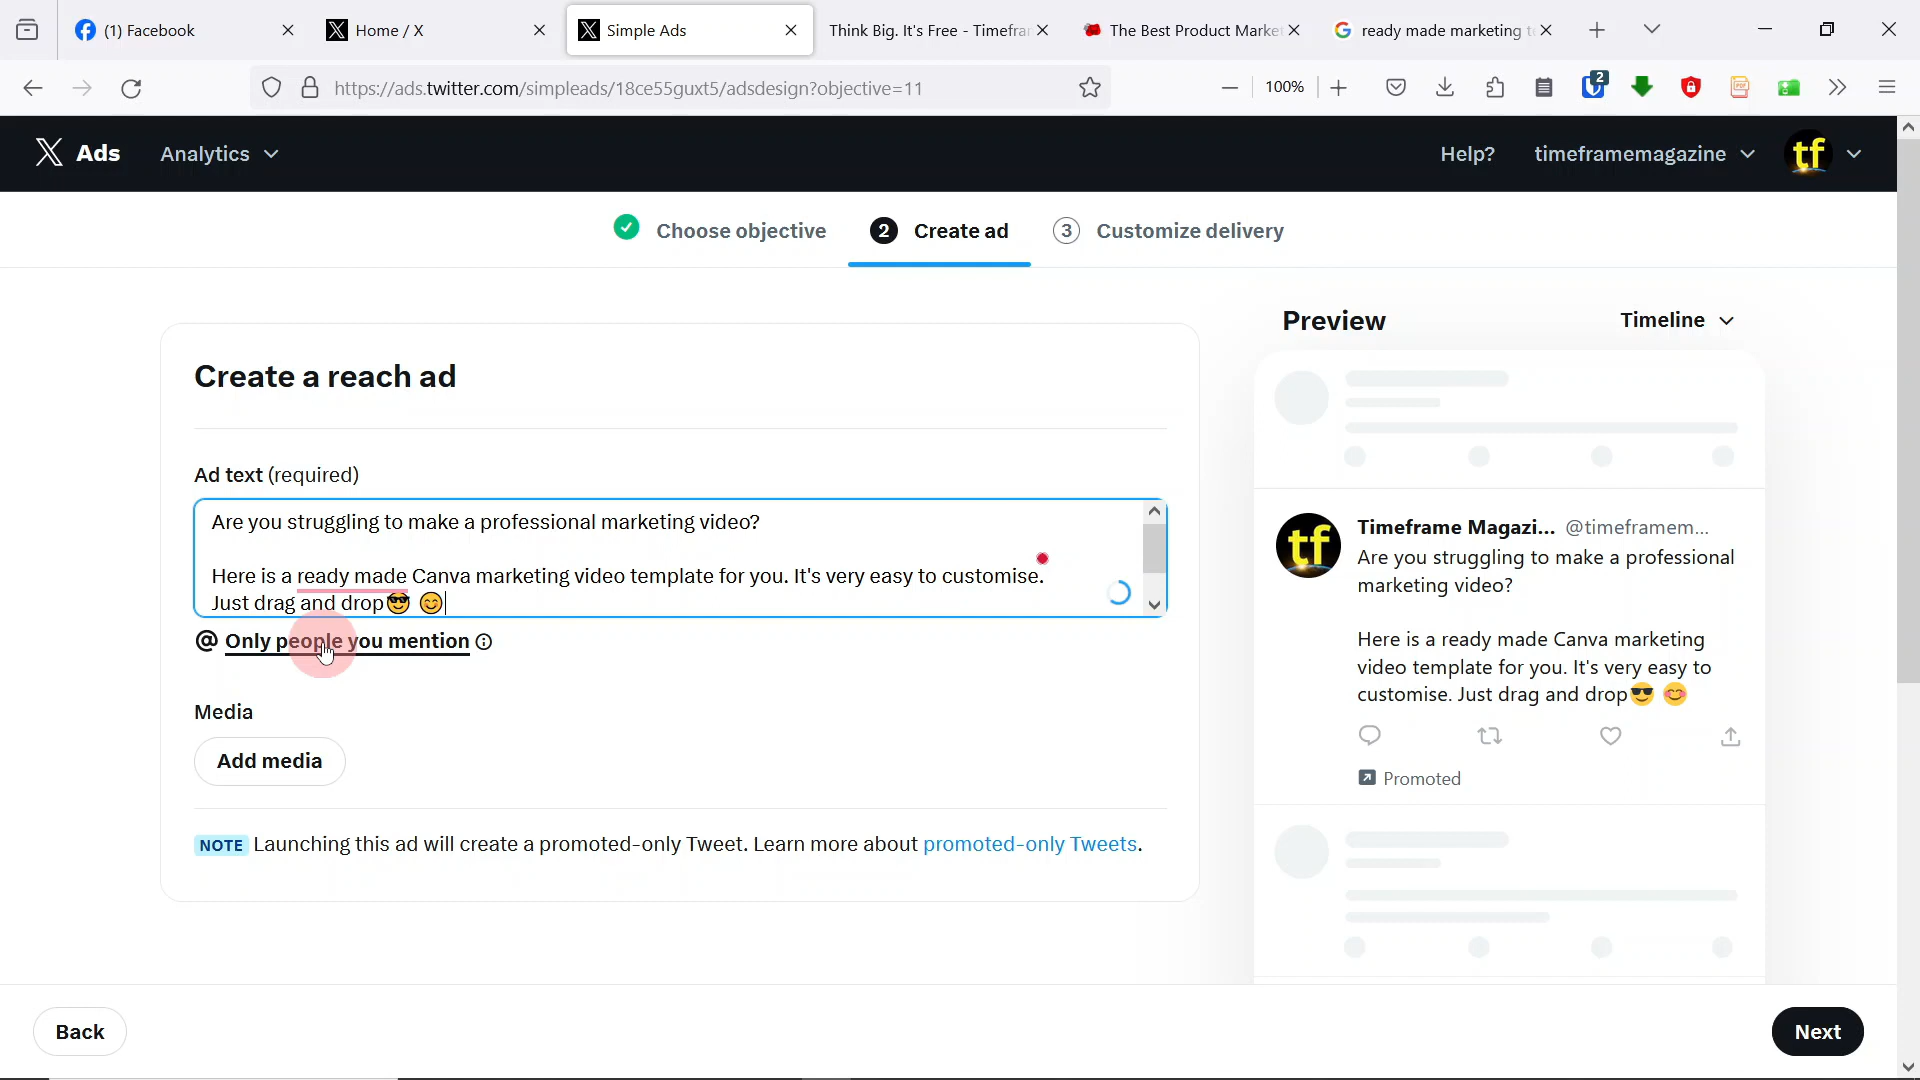 (1) Facebook
Home / X
Simple Ads
Think Big. It's Free - Timefra
The Best Product Marke
ready made marketing t
https://ads.twitter.com/simpleads/18ce55guxt5/adsdesign?objective=11
100%
2
Ads
Analytics
Help?
timeframemagazine
tf
Choose objective
2 Create ad
3 Customize delivery
Create a reach ad
Ad text (required)
Are you struggling to make a professional marketing video?
Here is a ready made Canva marketing video template for you. It's very easy to customise.
Just drag and drop😎 😊
@ Only people you mention
Media
Add media
NOTE Launching this ad will create a promoted-only Tweet. Learn more about promoted-only Tweets.
Preview
Timeline
tf
Timeframe Magazi... @timeframem...
Are you struggling to make a professional
marketing video?
Here is a ready made Canva marketing
video template for you. It's very easy to
customise. Just drag and drop😎 😊
Promoted
Back
Next